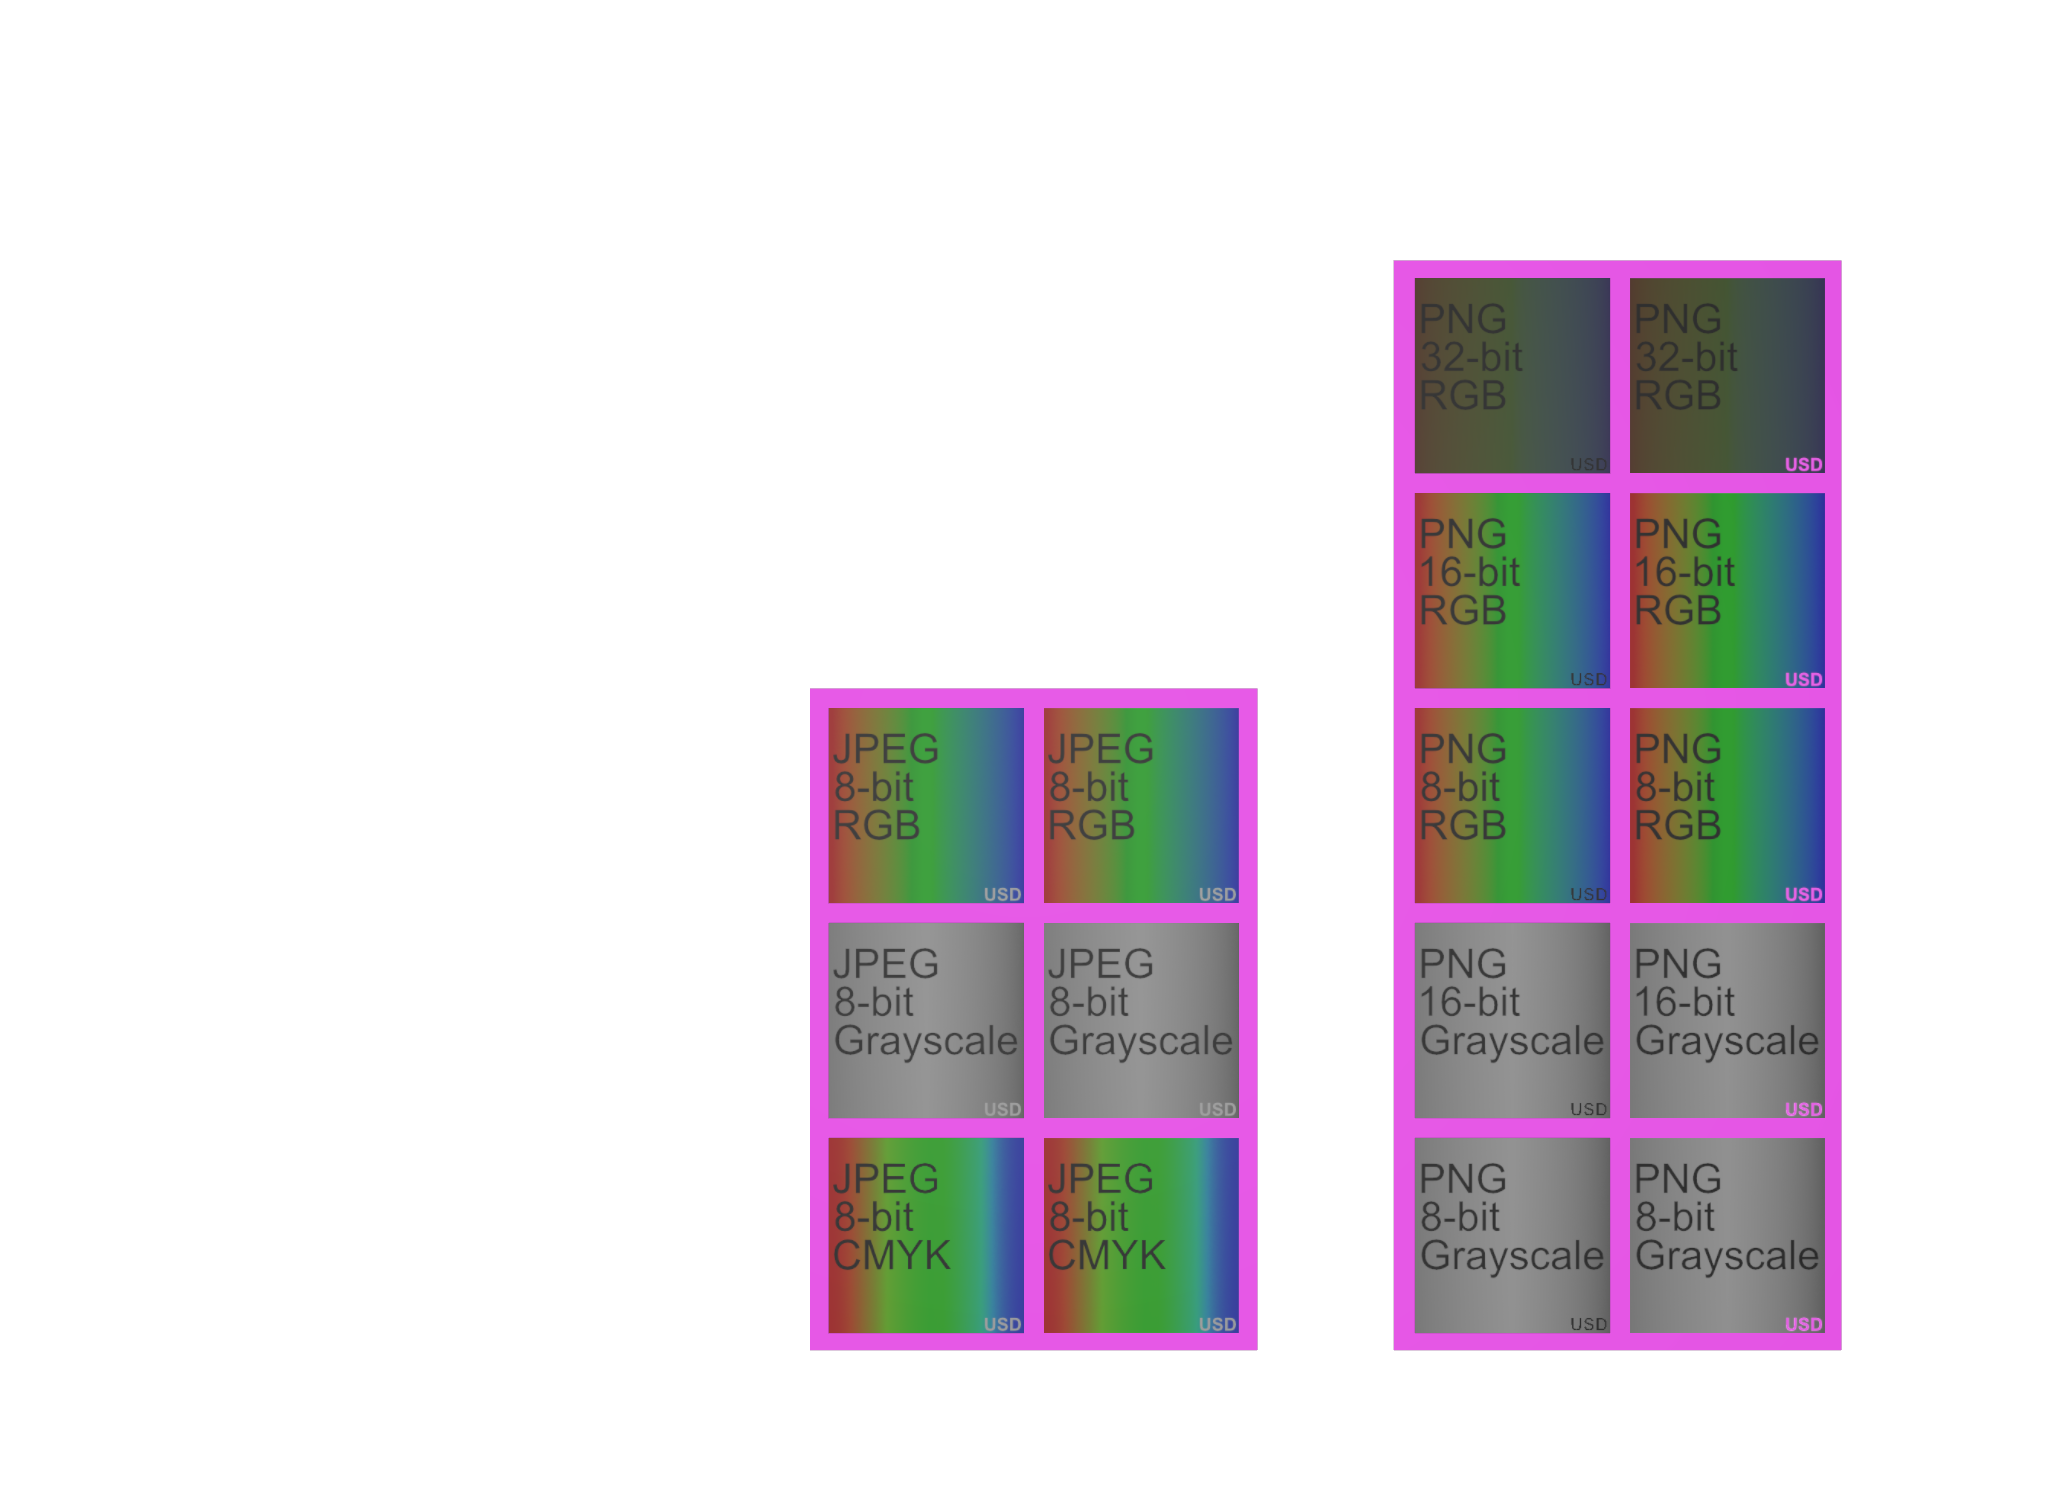 PNG
32-bit
RGB
USD
PNG
32-bit
RGB
USD
PNG
16-bit
RGB
USD
PNG
16-bit
RGB
USD
JPEG
8-bit
RGB
USD
JPEG
8-bit
RGB
USD
PNG
8-bit
RGB
USD
PNG
8-bit
RGB
USD
JPEG
8-bit
Grayscale
USD
JPEG
8-bit
Grayscale
USD
PNG
16-bit
Grayscale
USD
PNG
16-bit
Grayscale
USD
JPEG
8-bit
CMYK
USD
JPEG
8-bit
CMYK
USD
PNG
8-bit
Grayscale
USD
PNG
8-bit
Grayscale
USD